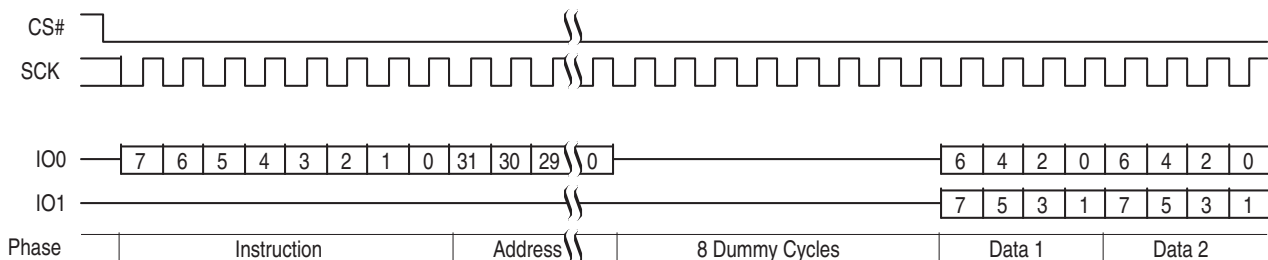 CS#
SCK
IO0 7 6 5 4 3 2 1 0 31 30 29 0 6 4 2 0 6 4 2 0
IO1 7 5 3 1 7 5 3 1
Phase Instruction Address 8 Dummy Cycles Data 1 Data 2